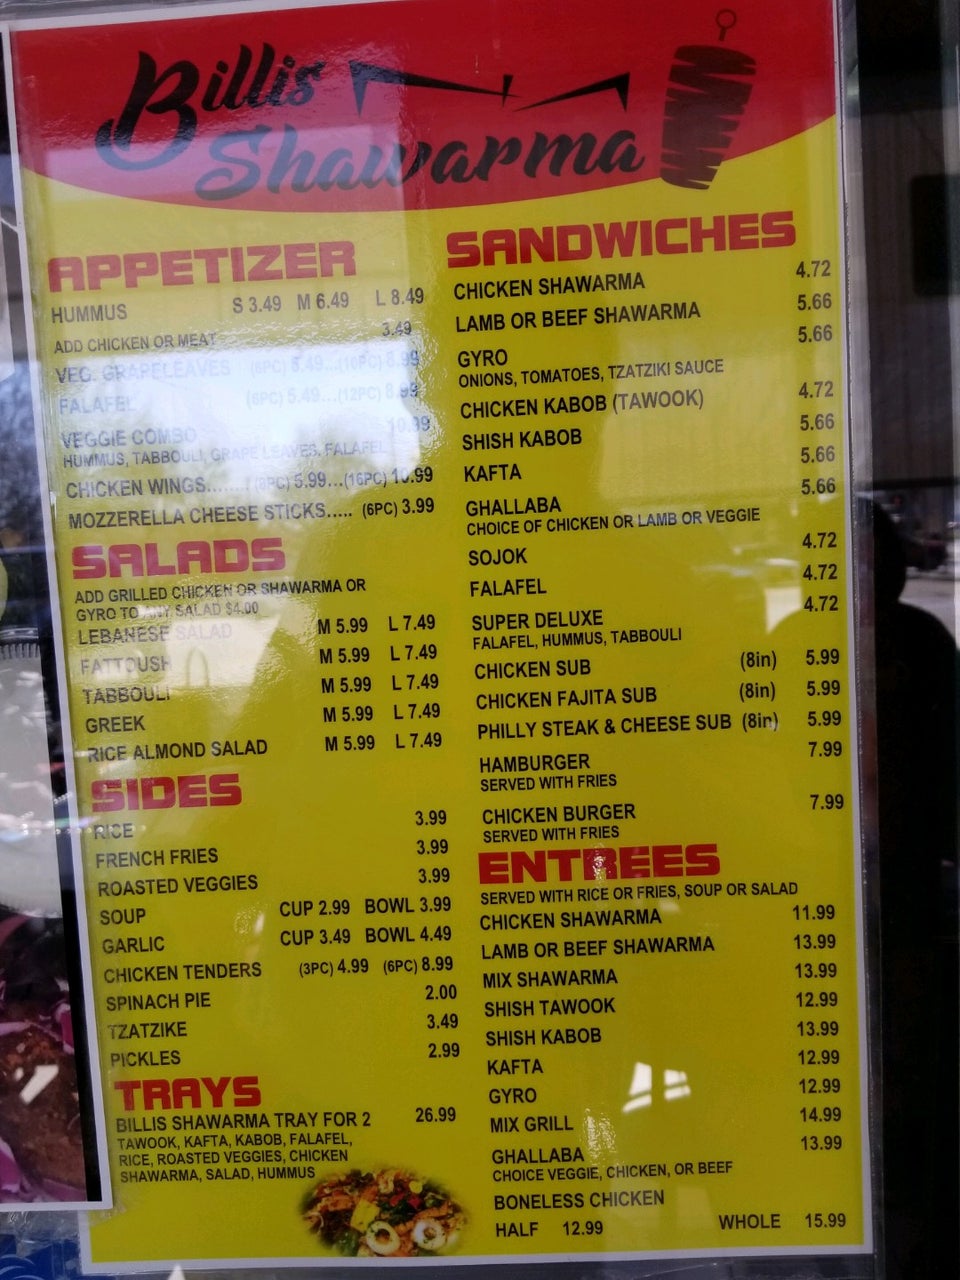 Billis
Shawarma
APPETIZER
HUMMUS S 3.49 M 6.49 L 8.49
ADD CHICKEN OR MEAT 3.49
VEG. GRAPELEAVES (6PC) 5.49...(10PC) 8.99
FALAFEL (6PC) 5.49...(12PC) 8.99
VEGGIE COMBO 10.99
HUMMUS, TABBOULI, GRAPE LEAVES, FALAFEL
CHICKEN WINGS........(8PC) 5.99...(16PC) 10.99
MOZZERELLA CHEESE STICKS..... (6PC) 3.99
SALADS
ADD GRILLED CHICKEN OR SHAWARMA OR
GYRO TO ANY SALAD $4.00
LEBANESE SALAD M 5.99 L 7.49
FATTOUSH M 5.99 L 7.49
TABBOULI M 5.99 L 7.49
GREEK M 5.99 L 7.49
RICE ALMOND SALAD M 5.99 L 7.49
SIDES
RICE 3.99
FRENCH FRIES 3.99
ROASTED VEGGIES 3.99
SOUP CUP 2.99 BOWL 3.99
GARLIC CUP 3.49 BOWL 4.49
CHICKEN TENDERS (3PC) 4.99 (6PC) 8.99
SPINACH PIE 2.00
TZATZIKE 3.49
PICKLES 2.99
TRAYS
BILLIS SHAWARMA TRAY FOR 2 26.99
TAWOOK, KAFTA, KABOB, FALAFEL,
RICE, ROASTED VEGGIES, CHICKEN
SHAWARMA, SALAD, HUMMUS
SANDWICHES
CHICKEN SHAWARMA 4.72
LAMB OR BEEF SHAWARMA 5.66
GYRO 5.66
ONIONS, TOMATOES, TZATZIKI SAUCE
CHICKEN KABOB (TAWOOK) 4.72
SHISH KABOB 5.66
KAFTA 5.66
GHALLABA 5.66
CHOICE OF CHICKEN OR LAMB OR VEGGIE
SOJOK 4.72
FALAFEL 4.72
SUPER DELUXE 4.72
FALAFEL, HUMMUS, TABBOULI
CHICKEN SUB (8in) 5.99
CHICKEN FAJITA SUB (8in) 5.99
PHILLY STEAK & CHEESE SUB (8in) 5.99
HAMBURGER 7.99
SERVED WITH FRIES
CHICKEN BURGER 7.99
SERVED WITH FRIES
ENTREES
SERVED WITH RICE OR FRIES, SOUP OR SALAD
CHICKEN SHAWARMA 11.99
LAMB OR BEEF SHAWARMA 13.99
MIX SHAWARMA 13.99
SHISH TAWOOK 12.99
SHISH KABOB 13.99
KAFTA 12.99
GYRO 12.99
MIX GRILL 14.99
GHALLABA 13.99
CHOICE VEGGIE, CHICKEN, OR BEEF
BONELESS CHICKEN
HALF 12.99 WHOLE 15.99